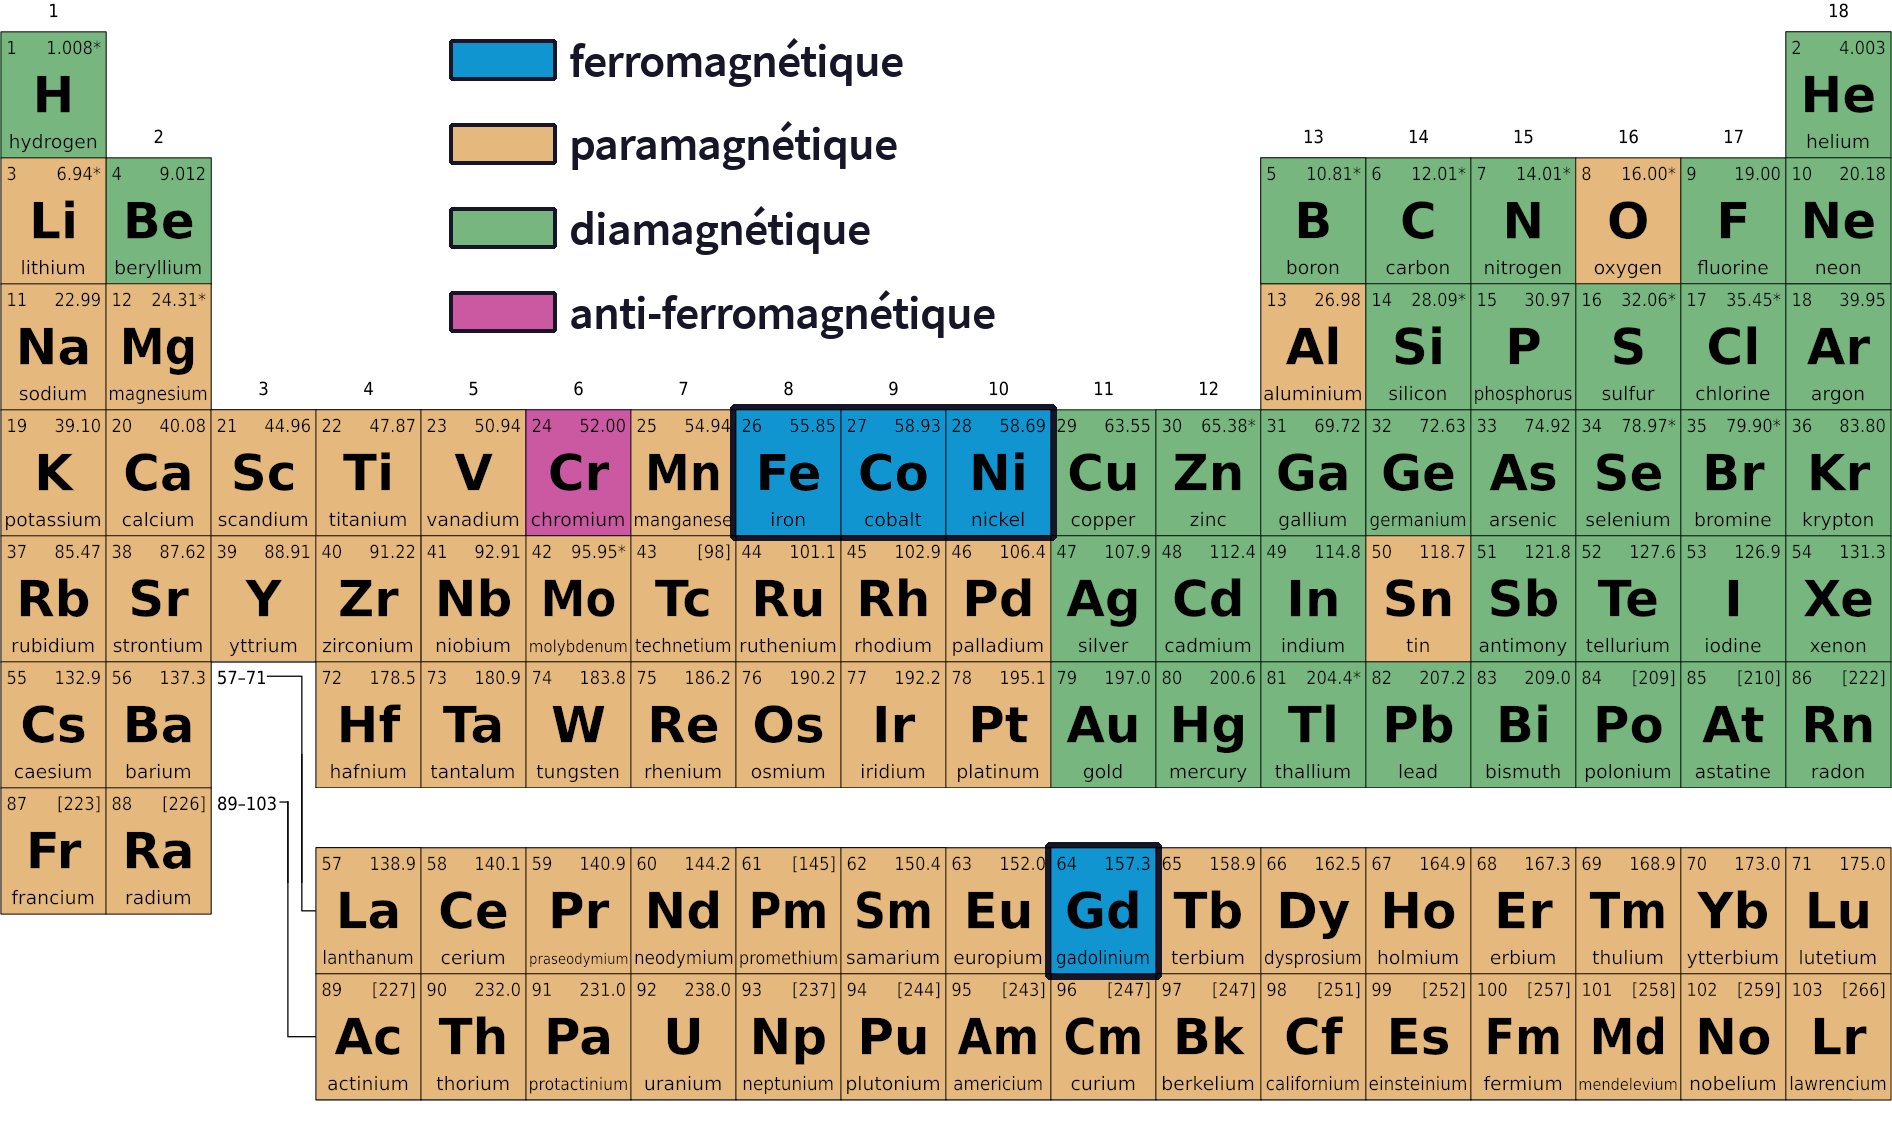 1 18
ferromagnétique
1 1.008* 2 4.003
H He
hydrogen 2 paramagnétique 13 14 15 16 17 helium
3 6.94* 4 9.012 5 10.81* 6 12.01* 7 14.01* 8 16.00* 9 19.00 10 20.18
Li Be diamagnétique B C N O F Ne
lithium beryllium boron carbon nitrogen oxygen fluorine neon
11 22.99 12 24.31* anti-ferromagnétique 13 26.98 14 28.09* 15 30.97 16 32.06* 17 35.45* 18 39.95
Na Mg Al Si P S Cl Ar
sodium magnesium 3 4 5 6 7 8 9 10 11 12 aluminium silicon phosphorus sulfur chlorine argon
19 39.10 20 40.08 21 44.96 22 47.87 23 50.94 24 52.00 25 54.94 26 55.85 27 58.93 28 58.69 29 63.55 30 65.38* 31 69.72 32 72.63 33 74.92 34 78.97* 35 79.90* 36 83.80
K Ca Sc Ti V Cr Mn Fe Co Ni Cu Zn Ga Ge As Se Br Kr
potassium calcium scandium titanium vanadium chromium manganese iron cobalt nickel copper zinc gallium germanium arsenic selenium bromine krypton
37 85.47 38 87.62 39 88.91 40 91.22 41 92.91 42 95.95* 43 [98] 44 101.1 45 102.9 46 106.4 47 107.9 48 112.4 49 114.8 50 118.7 51 121.8 52 127.6 53 126.9 54 131.3
Rb Sr Y Zr Nb Mo Tc Ru Rh Pd Ag Cd In Sn Sb Te I Xe
rubidium strontium yttrium zirconium niobium molybdenum technetium ruthenium rhodium palladium silver cadmium indium tin antimony tellurium iodine xenon
55 132.9 56 137.3 57–71 72 178.5 73 180.9 74 183.8 75 186.2 76 190.2 77 192.2 78 195.1 79 197.0 80 200.6 81 204.4* 82 207.2 83 209.0 84 [209] 85 [210] 86 [222]
Cs Ba Hf Ta W Re Os Ir Pt Au Hg Tl Pb Bi Po At Rn
caesium barium hafnium tantalum tungsten rhenium osmium iridium platinum gold mercury thallium lead bismuth polonium astatine radon
87 [223] 88 [226] 89–103
Fr Ra
francium radium
57 138.9 58 140.1 59 140.9 60 144.2 61 [145] 62 150.4 63 152.0 64 157.3 65 158.9 66 162.5 67 164.9 68 167.3 69 168.9 70 173.0 71 175.0
La Ce Pr Nd Pm Sm Eu Gd Tb Dy Ho Er Tm Yb Lu
lanthanum cerium praseodymium neodymium promethium samarium europium gadolinium terbium dysprosium holmium erbium thulium ytterbium lutetium
89 [227] 90 232.0 91 231.0 92 238.0 93 [237] 94 [244] 95 [243] 96 [247] 97 [247] 98 [251] 99 [252] 100 [257] 101 [258] 102 [259] 103 [266]
Ac Th Pa U Np Pu Am Cm Bk Cf Es Fm Md No Lr
actinium thorium protactinium uranium neptunium plutonium americium curium berkelium californium einsteinium fermium mendelevium nobelium lawrencium